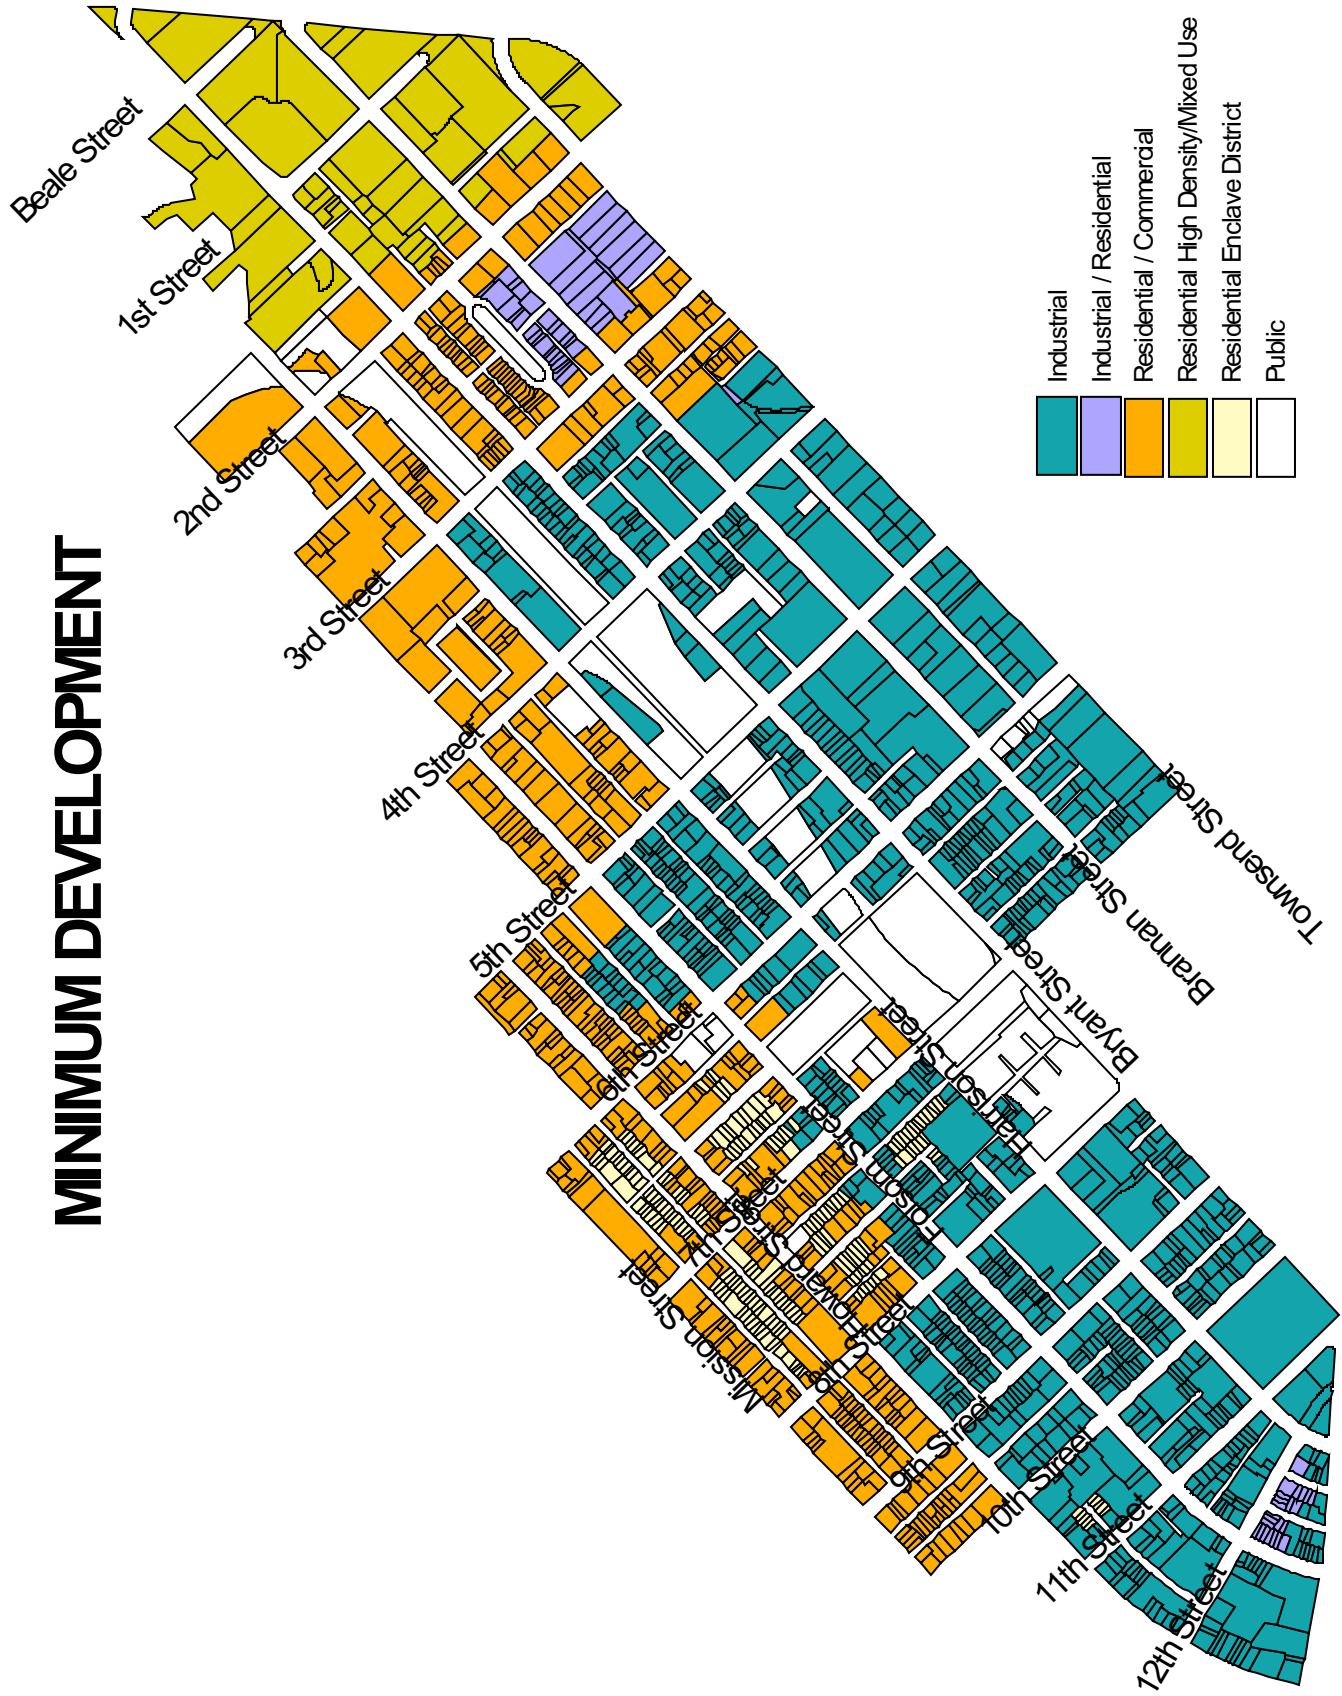 MINIMUM DEVELOPMENT
Beale Street
1st Street
2nd Street
3rd Street
4th Street
5th Street
6th Street
7th Street
8th Street
9th Street
10th Street
11th Street
12th Street
Mission Street
Howard Street
Folsom Street
Harrison Street
Bryant Street
Brannan Street
Townsend Street
Industrial
Industrial / Residential
Residential / Commercial
Residential High Density/Mixed Use
Residential Enclave District
Public